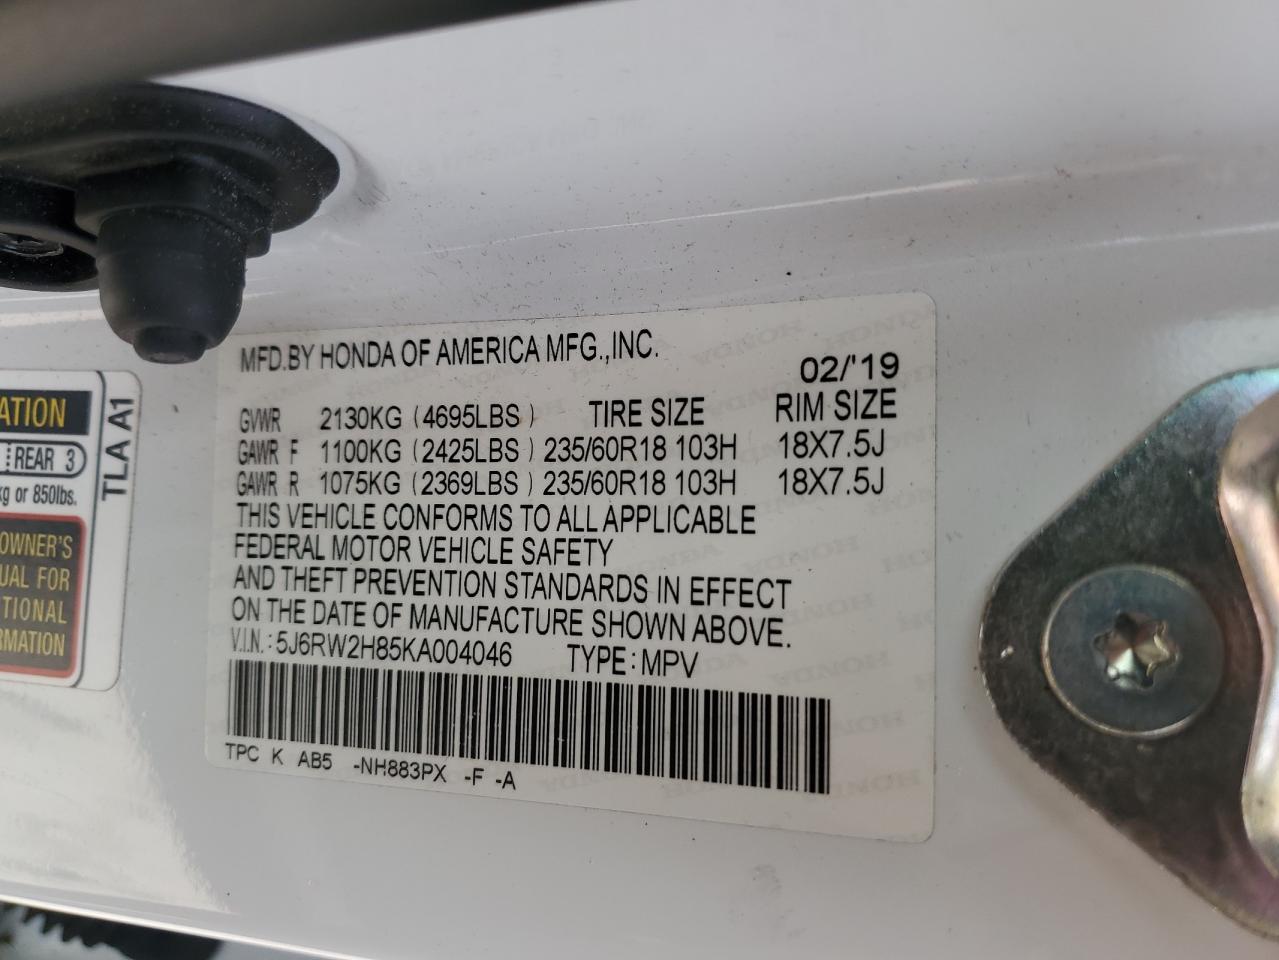 MFD.BY HONDA OF AMERICA MFG.,INC.
02/'19
GVWR 2130KG (4695LBS) TIRE SIZE RIM SIZE
GAWR F 1100KG (2425LBS) 235/60R18 103H 18X7.5J
GAWR R 1075KG (2369LBS) 235/60R18 103H 18X7.5J
THIS VEHICLE CONFORMS TO ALL APPLICABLE
FEDERAL MOTOR VEHICLE SAFETY
AND THEFT PREVENTION STANDARDS IN EFFECT
ON THE DATE OF MANUFACTURE SHOWN ABOVE.
V.I.N.: 5J6RW2H85KA004046 TYPE: MPV
TPC K AB5 -NH883PX -F -A
ATION
REAR 3
kg or 850lbs.
OWNER'S
UAL FOR
TIONAL
RMATION
TLA A1